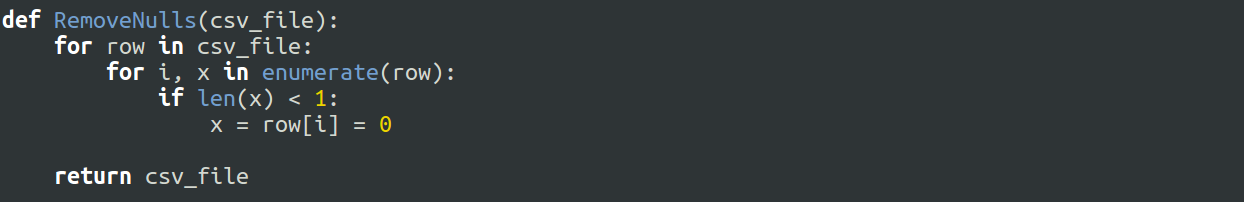 def RemoveNulls(csv_file):
    for row in csv_file:
        for i, x in enumerate(row):
            if len(x) < 1:
                x = row[i] = 0

    return csv_file